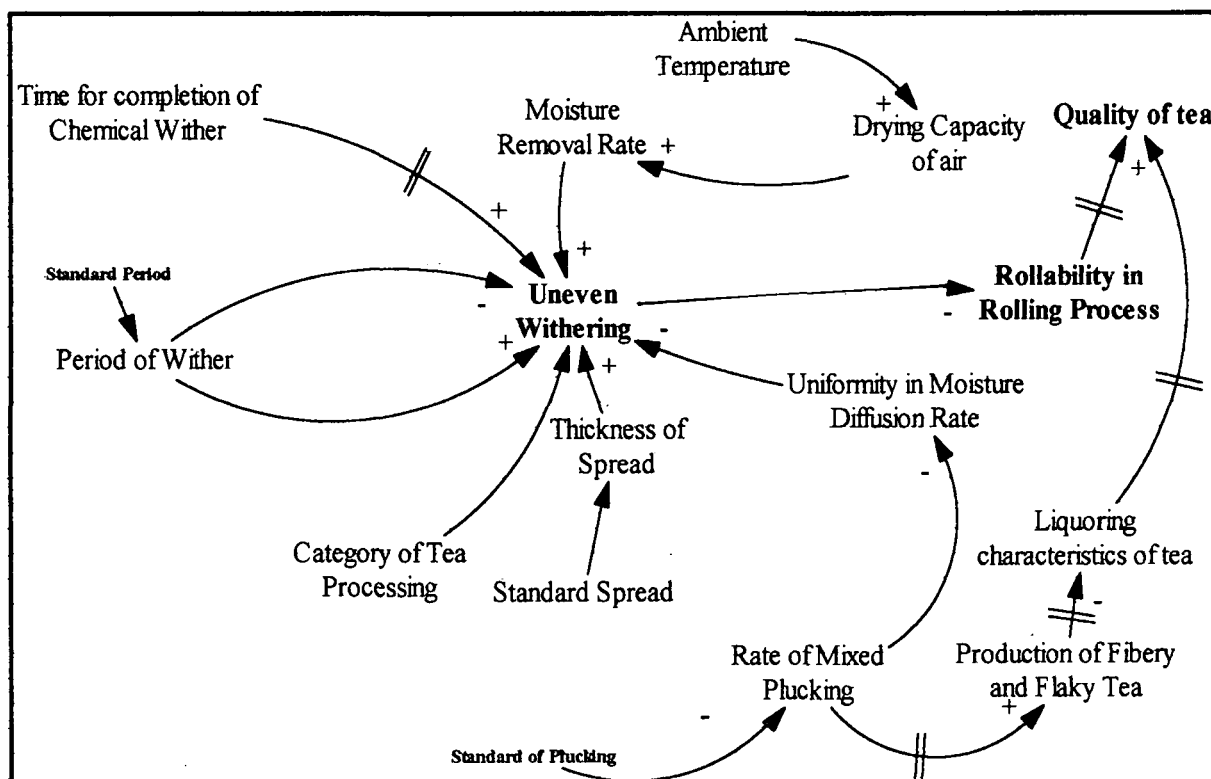 Ambient
Temperature
Time for completion of
Chemical Wither
Moisture
Removal Rate
+
+
Drying Capacity
of air
Quality of tea
+
+
+
Standard Period
Uneven
Withering
-
-
+
+
Rollability in
Rolling Process
-
Period of Wither
Uniformity in Moisture
Diffusion Rate
-
Thickness of
Spread
Category of Tea
Processing
Standard Spread
Liquoring
characteristics of tea
-
Rate of Mixed
Plucking
-
Production of Fibery
and Flaky Tea
+
Standard of Plucking